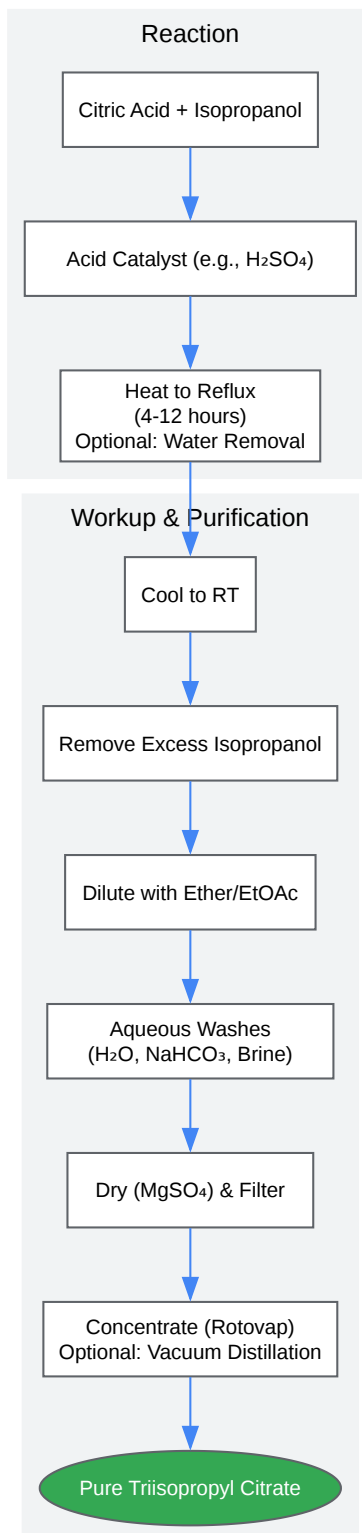 Reaction
Citric Acid + Isopropanol
Acid Catalyst (e.g., H₂SO₄)
Heat to Reflux
(4-12 hours)
Optional: Water Removal
Workup & Purification
Cool to RT
Remove Excess Isopropanol
Dilute with Ether/EtOAc
Aqueous Washes
(H₂O, NaHCO₃, Brine)
Dry (MgSO₄) & Filter
Concentrate (Rotovap)
Optional: Vacuum Distillation
Pure Triisopropyl Citrate